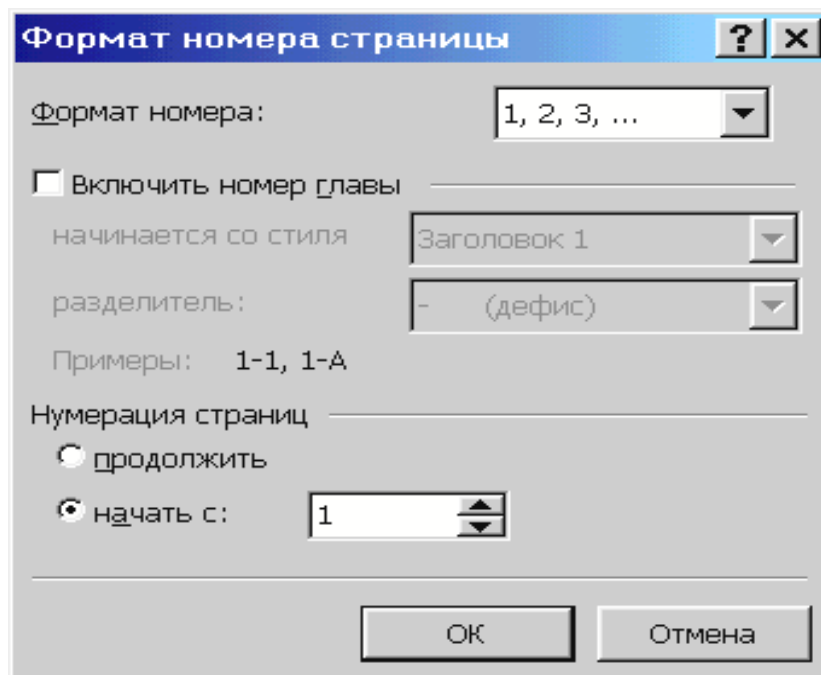 Формат номера страницы
Формат номера: 1, 2, 3, ...
Включить номер главы
начинается со стиля Заголовок 1
разделитель: - (дефис)
Примеры: 1-1, 1-A
Нумерация страниц
продолжить
начать с: 1
ОК Отмена